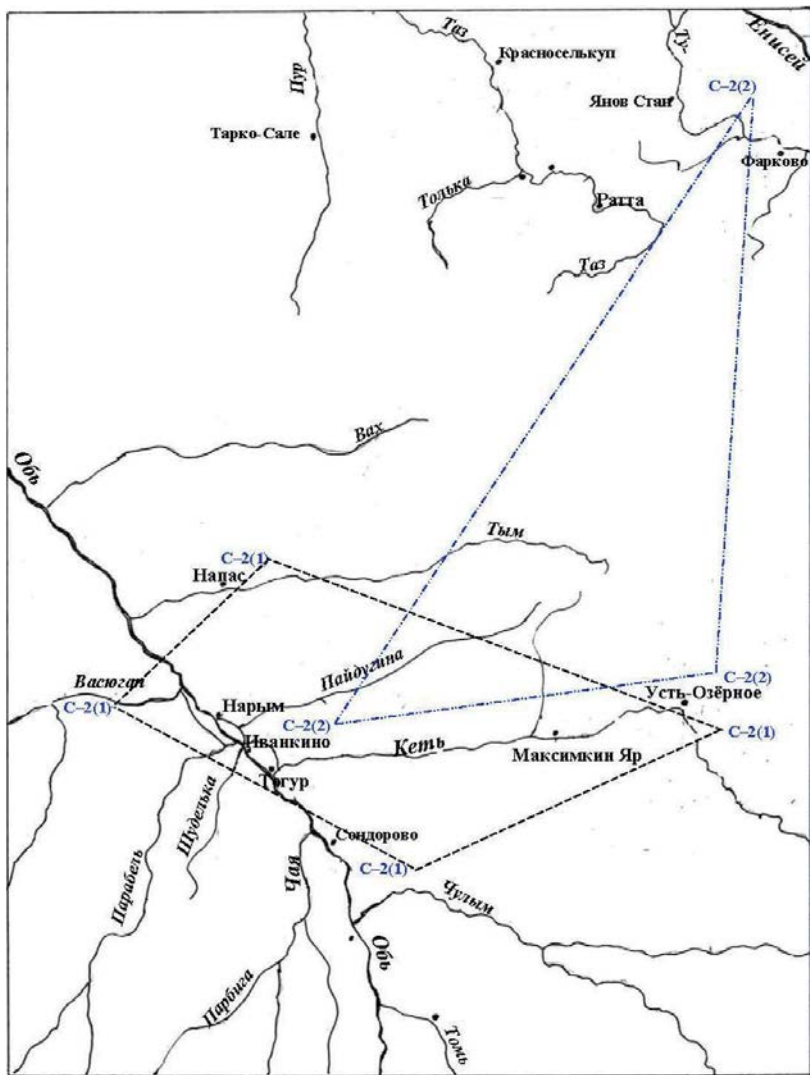 Таз
Ту-
Енисей
Красноселькуп
Пур
С–2(2)
Янов Стан
Тарко-Сале
Фарково
Толька
Ратта
Таз
Вах
Обь
Тым
С–2(1)
Напас
Пайдугина
Васюган
С–2(2)
Усть-Озёрное
С–2(1)
Нарым
С–2(2)
С–2(1)
Иванкино
Кеть
Максимкин Яр
Тогур
Шуделька
Сондорово
Парабель
Чая
С–2(1)
Чулым
Обь
Парбига
Томь